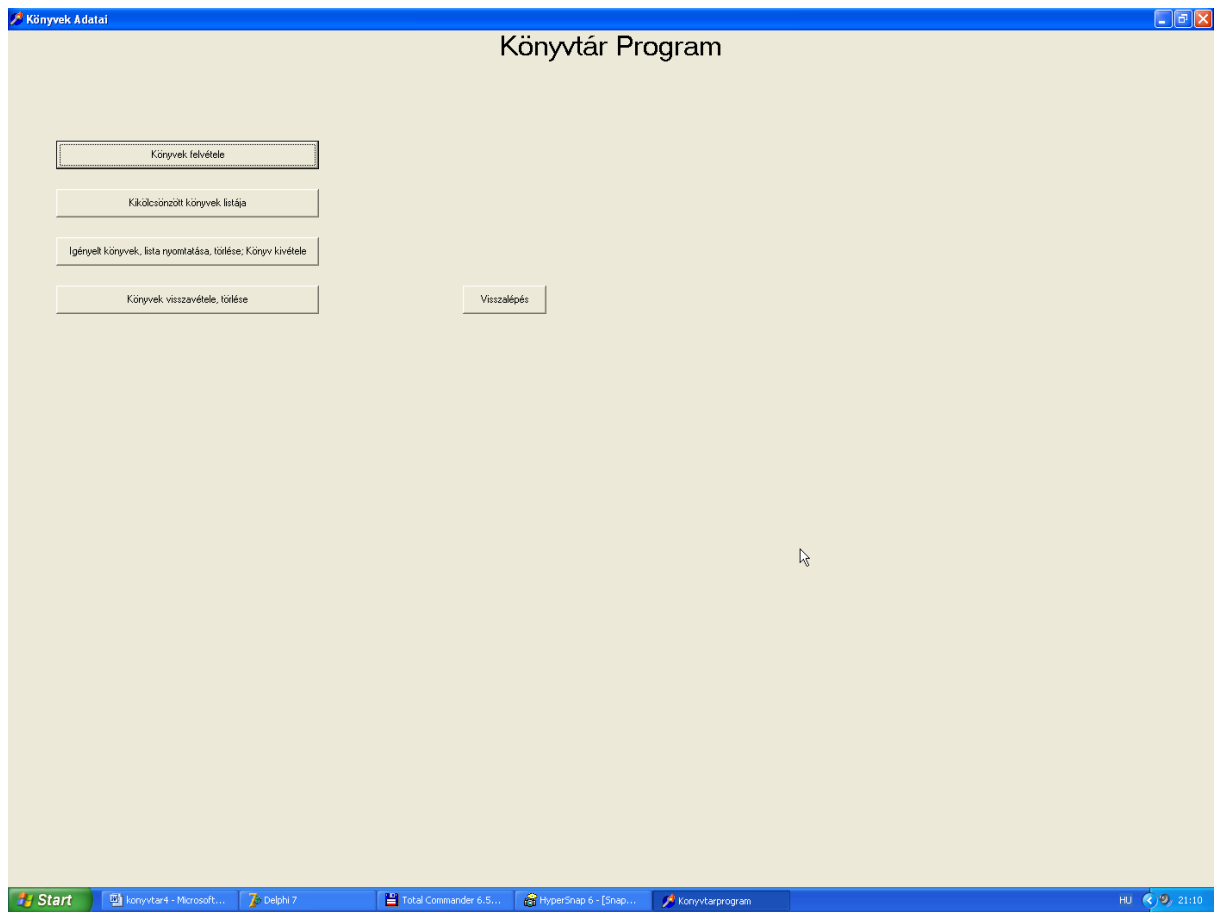 Könyvek Adatai
Könyvtár Program
Könyvek felvétele
Kikölcsönzött könyvek listája
Igényelt könyvek, lista nyomtatása, törlése; Könyv kivétele
Könyvek visszavétele, törlése
Visszalépés
Start
konyvtar4 - Microsoft...
Delphi 7
Total Commander 6.5...
HyperSnap 6 - [Snap...
Konyvtarprogram
HU
21:10